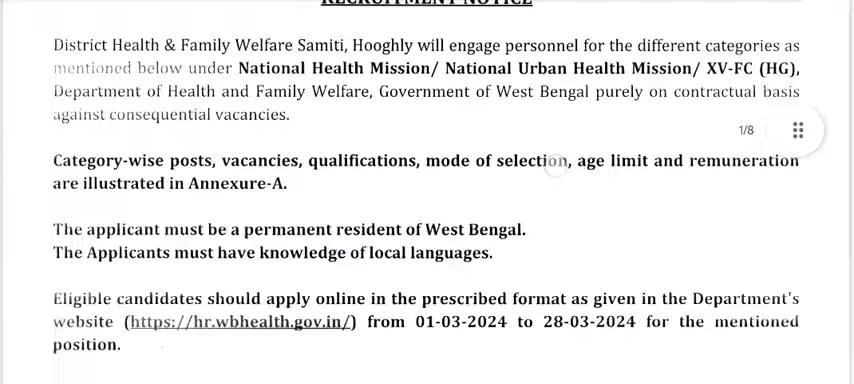 RECRUITMENT NOTICE
District Health & Family Welfare Samiti, Hooghly will engage personnel for the different categories as
mentioned below under National Health Mission/ National Urban Health Mission/ XV-FC (HG),
Department of Health and Family Welfare, Government of West Bengal purely on contractual basis
against consequential vacancies.
1/8
Category-wise posts, vacancies, qualifications, mode of selection, age limit and remuneration
are illustrated in Annexure-A.
The applicant must be a permanent resident of West Bengal.
The Applicants must have knowledge of local languages.
Eligible candidates should apply online in the prescribed format as given in the Department's
website (https://hr.wbhealth.gov.in/) from 01-03-2024 to 28-03-2024 for the mentioned
position.